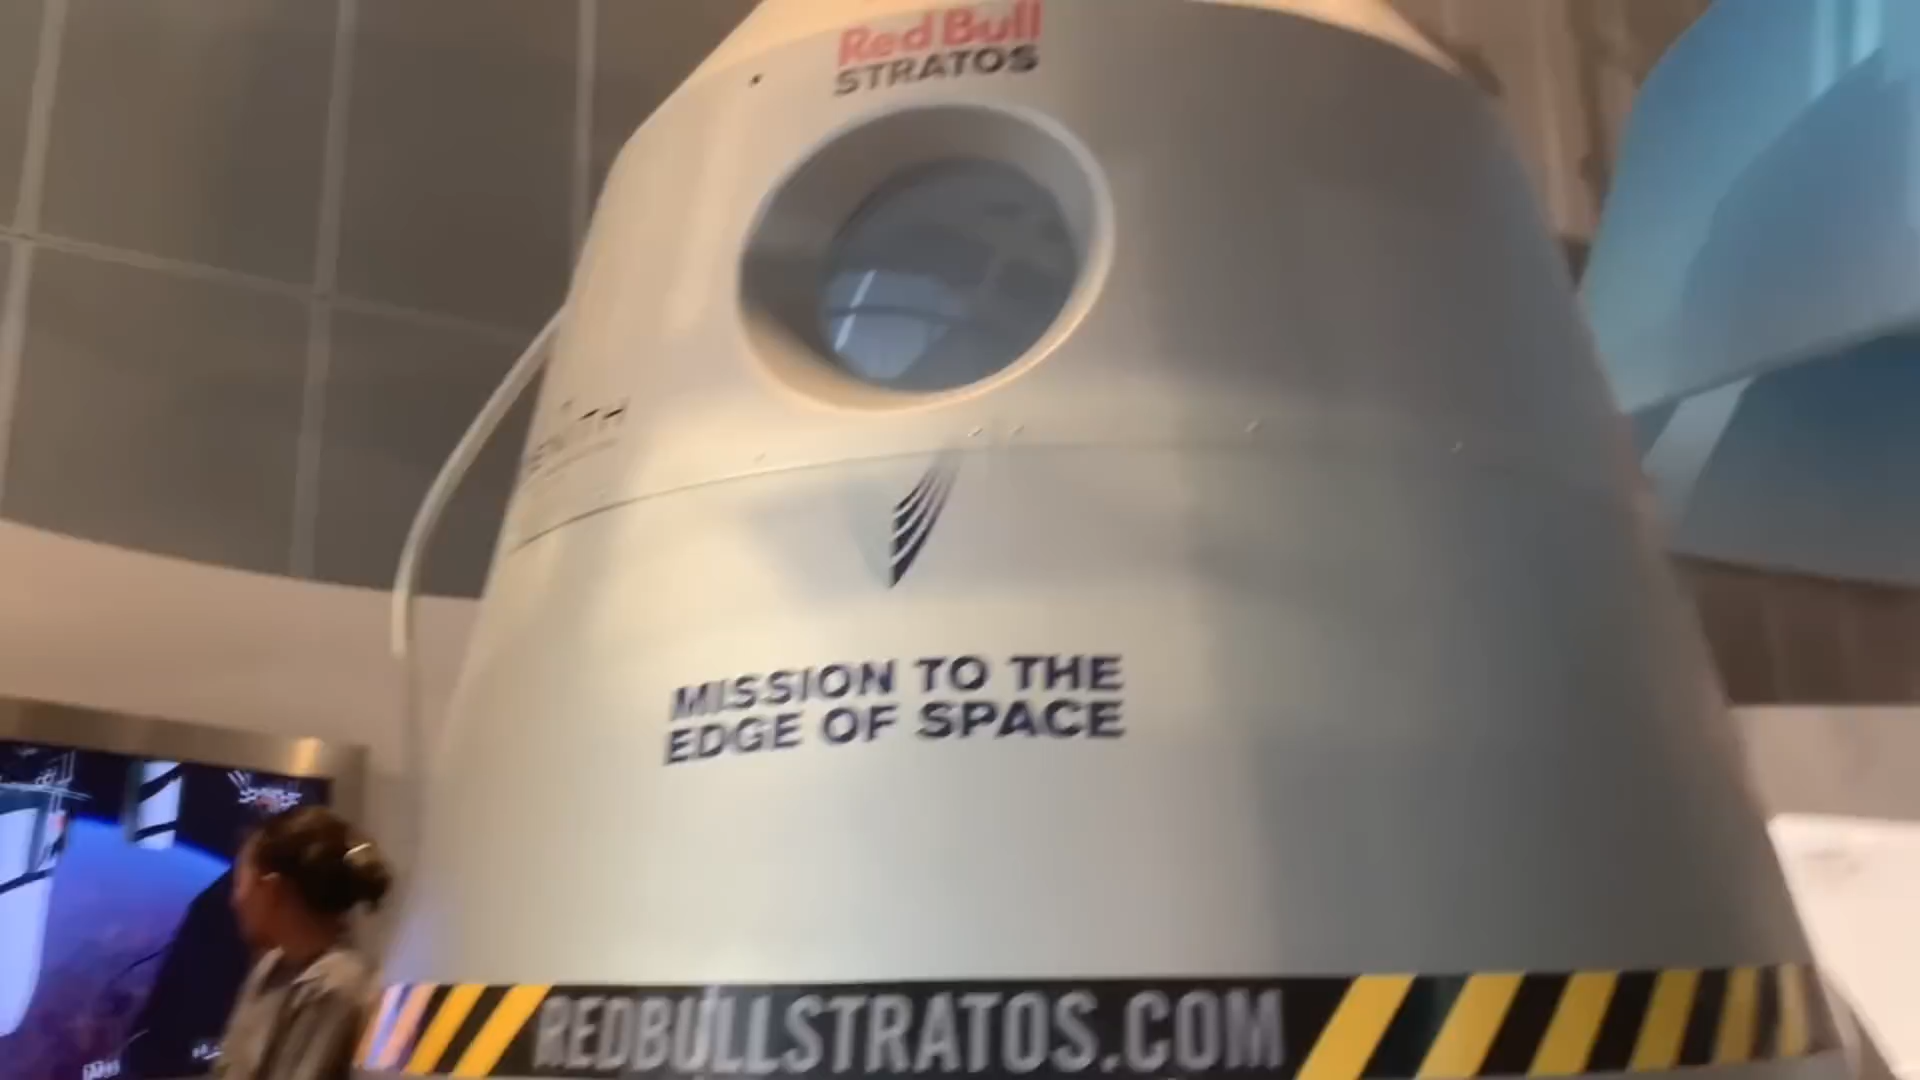 Red Bull
STRATOS
MISSION TO THE
EDGE OF SPACE
REDBULLSTRATOS.COM